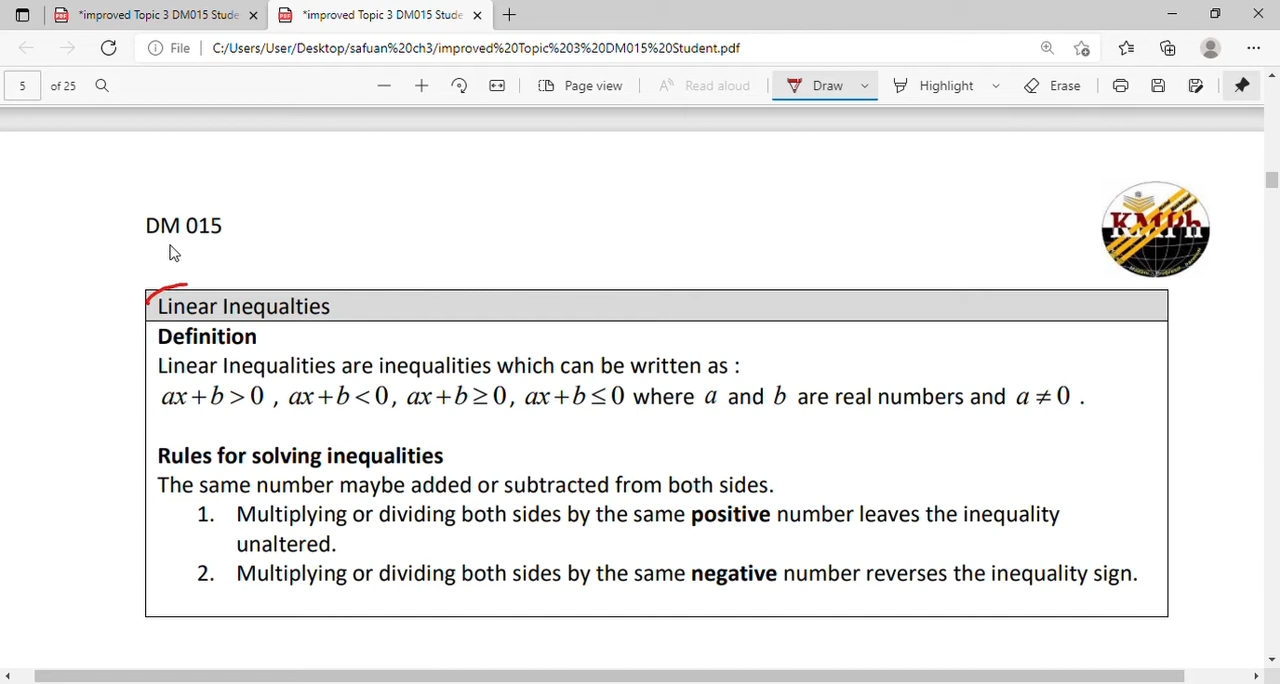 *improved Topic 3 DM015 Stude
*improved Topic 3 DM015 Stude
File C:/Users/User/Desktop/safuan%20ch3/improved%20Topic%203%20DM015%20Student.pdf
5 of 25 Page view Read aloud Draw Highlight Erase
DM 015
KMPh
Linear Inequalties
Definition
Linear Inequalities are inequalities which can be written as :
ax+b>0 , ax+b<0, ax+b≥0, ax+b≤0 where a and b are real numbers and a≠0 .
Rules for solving inequalities
The same number maybe added or subtracted from both sides.
1. Multiplying or dividing both sides by the same positive number leaves the inequality
unaltered.
2. Multiplying or dividing both sides by the same negative number reverses the inequality sign.